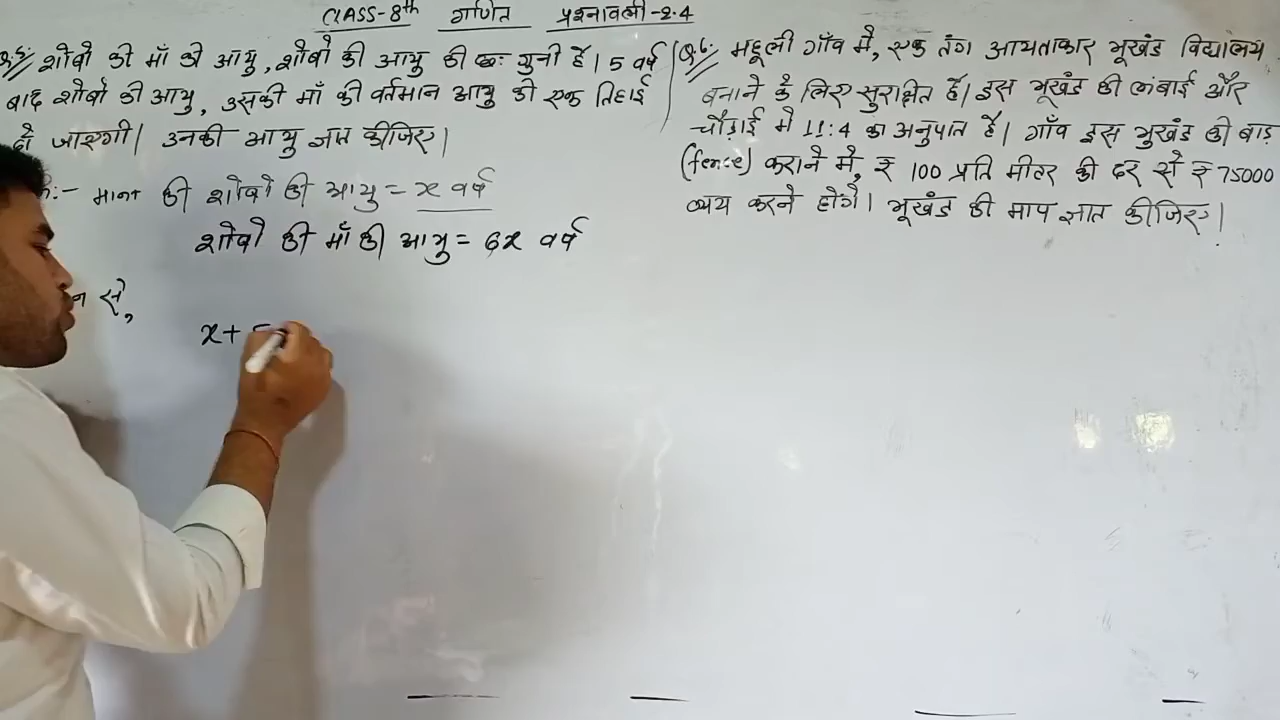 CLASS-8th गणित प्रश्नावली-2.4
Q.5:- शोबो की माँ की आयु, शोबो की आयु की छः गुनी है। 5 वर्ष
बाद शोबो की आयु, उसकी माँ की वर्तमान आयु की एक तिहाई
हो जाएगी। उनकी आयु ज्ञात कीजिए।
:- माना की शोबो की आयु = x वर्ष
शोबो की माँ की आयु = 6x वर्ष
से,
x+5
Q.6:- महूली गाँव में, एक तंग आयताकार भूखंड विद्यालय
बनाने के लिए सुरक्षित है। इस भूखंड की लंबाई और
चौड़ाई में 11:4 का अनुपात है। गाँव इस भूखंड की बाड़
(fence) कराने में, ₹ 100 प्रति मीटर की दर से ₹ 75000
व्यय करने होंगे। भूखंड की माप ज्ञात कीजिए।